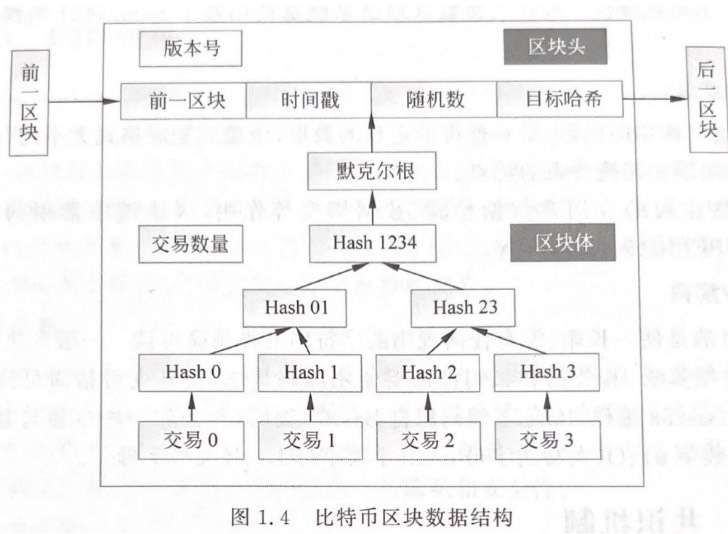 版本号 区块头
前一区块
前一区块 时间戳 随机数 目标哈希
后一区块
默克尔根
交易数量 Hash 1234 区块体
Hash 01 Hash 23
Hash 0 Hash 1 Hash 2 Hash 3
交易 0 交易 1 交易 2 交易 3
图 1.4 比特币区块数据结构